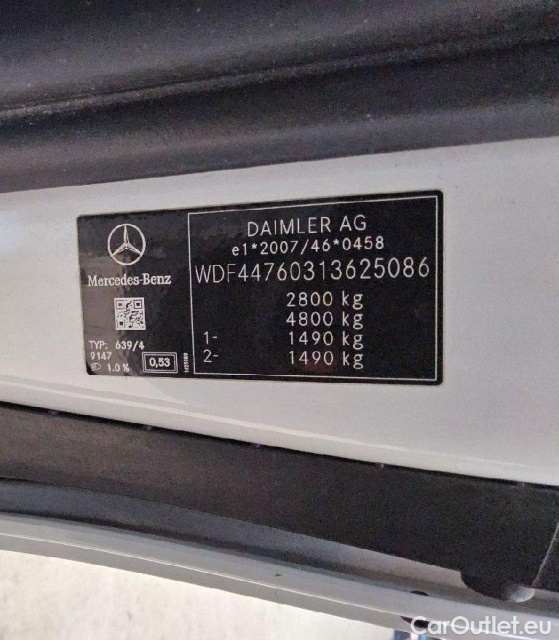 DAIMLER AG
e1*2007/46*0458
WDF44760313625086
2800 kg
4800 kg
1- 1490 kg
2- 1490 kg
Mercedes-Benz
TYP: 639/4
9147
1.0 % 0,53
CarOutlet.eu